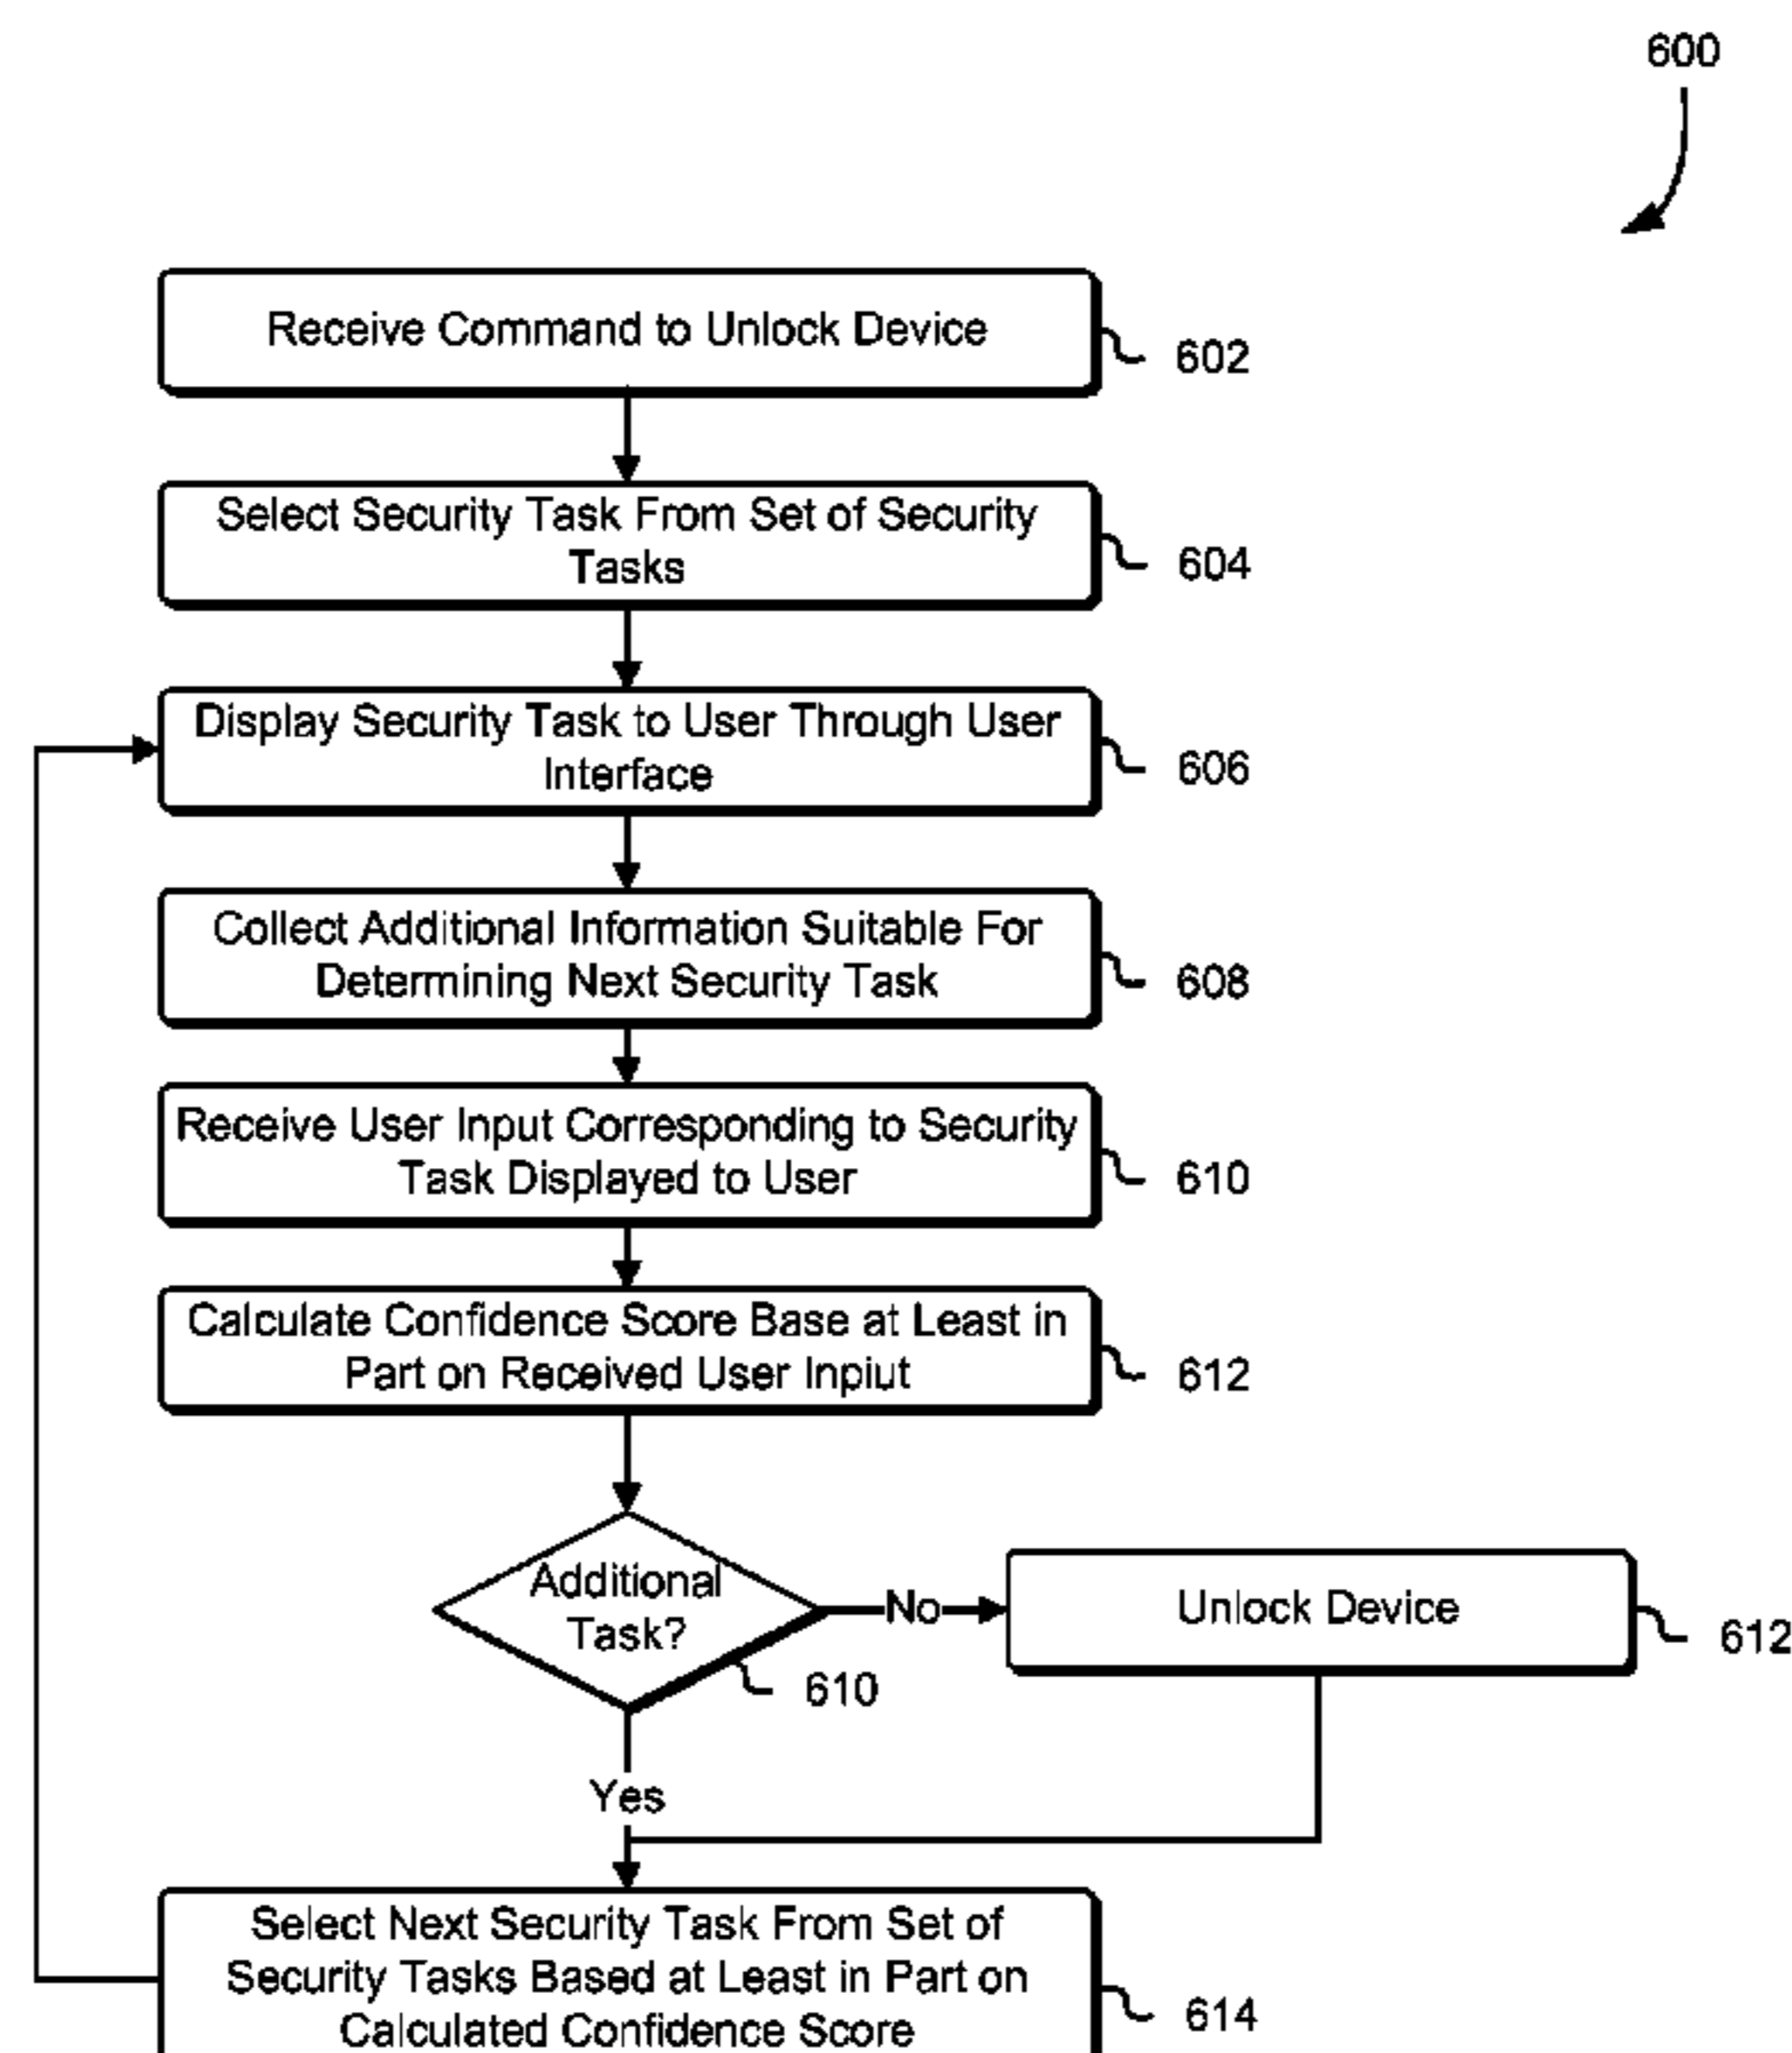 600
Receive Command to Unlock Device
602
Select Security Task From Set of Security
Tasks
604
Display Security Task to User Through User
Interface
606
Collect Additional Information Suitable For
Determining Next Security Task
608
Receive User Input Corresponding to Security
Task Displayed to User
610
Calculate Confidence Score Base at Least in
Part on Received User Inpiut
612
Additional
Task?
610
No
Unlock Device
612
Yes
Select Next Security Task From Set of
Security Tasks Based at Least in Part on
Calculated Confidence Score
614